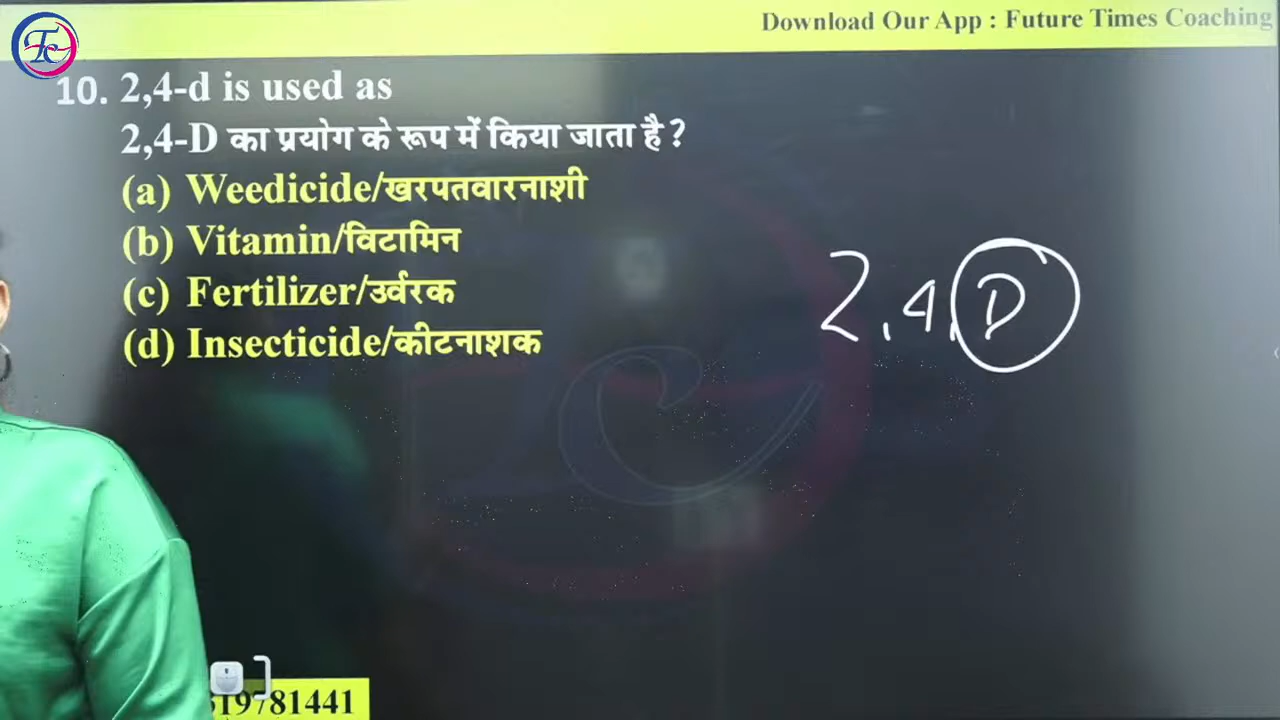 Download Our App : Future Times Coaching
10. 2,4-d is used as
2,4-D का प्रयोग के रूप में किया जाता है ?
(a) Weedicide/खरपतवारनाशी
(b) Vitamin/विटामिन
(c) Fertilizer/उर्वरक
(d) Insecticide/कीटनाशक
2,4,D
19781441